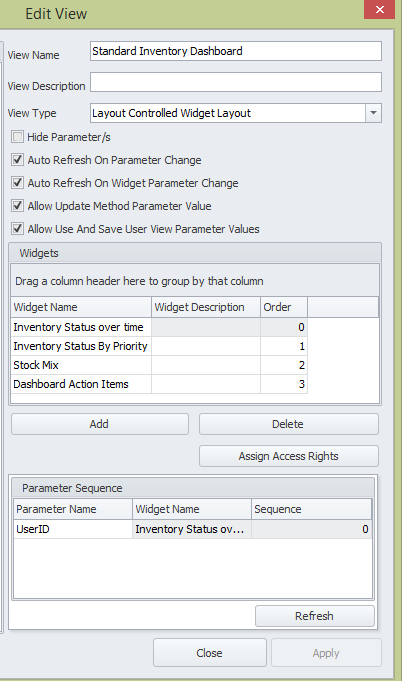 Edit View
View Name Standard Inventory Dashboard
View Description
View Type Layout Controlled Widget Layout
Hide Parameter/s
Auto Refresh On Parameter Change
Auto Refresh On Widget Parameter Change
Allow Update Method Parameter Value
Allow Use And Save User View Parameter Values
Widgets
Drag a column header here to group by that column
Widget Name Widget Description Order
Inventory Status over time 0
Inventory Status By Priority 1
Stock Mix 2
Dashboard Action Items 3
Add Delete
Assign Access Rights
Parameter Sequence
Parameter Name Widget Name Sequence
UserID Inventory Status ov... 0
Refresh
Close Apply